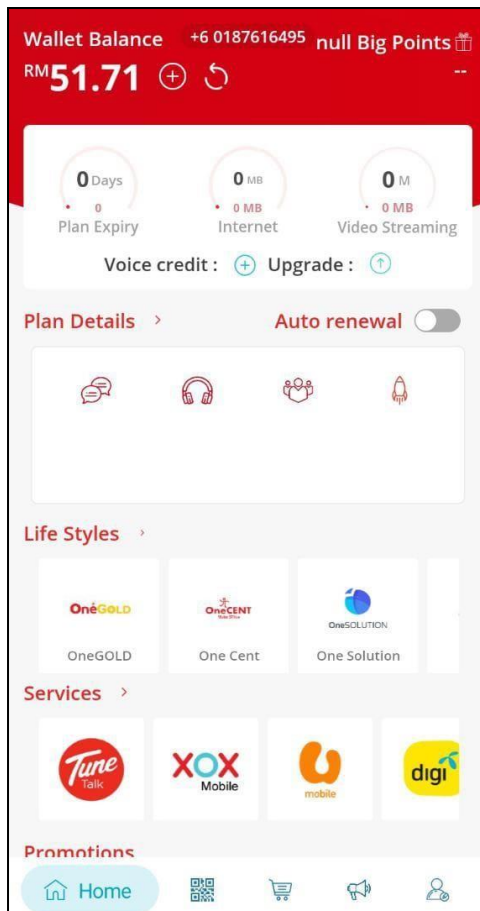 Wallet Balance +6 0187616495 null Big Points
RM51.71 --
0 Days 0 MB 0 M
0 0 MB 0 MB
Plan Expiry Internet Video Streaming
Voice credit : Upgrade :
Plan Details > Auto renewal
Life Styles >
OnéGOLD OneCENT OneSOLUTION
OneGOLD One Cent One Solution
Services >
Tune Talk XOX Mobile U mobile digi
Promotions
Home